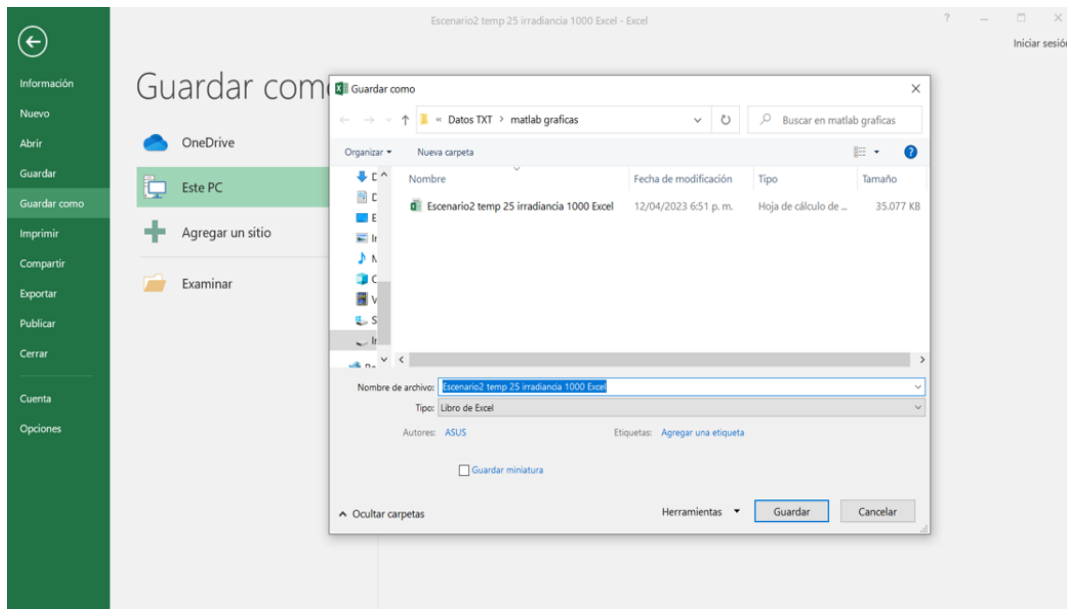 Escenario2 temp 25 irradiancia 1000 Excel - Excel
?
Iniciar sesión
Información
Nuevo
Abrir
Guardar
Guardar como
Imprimir
Compartir
Exportar
Publicar
Cerrar
Cuenta
Opciones
Guardar com
OneDrive
Este PC
Agregar un sitio
Examinar
Guardar como
« Datos TXT > matlab graficas
Buscar en matlab graficas
Organizar
Nueva carpeta
?
Nombre Fecha de modificación Tipo Tamaño
Escenario2 temp 25 irradiancia 1000 Excel 12/04/2023 6:51 p. m. Hoja de cálculo de ... 35.077 KB
Nombre de archivo: Escenario2 temp 25 irradiancia 1000 Excel
Tipo: Libro de Excel
Autores: ASUS Etiquetas: Agregar una etiqueta
Guardar miniatura
Ocultar carpetas
Herramientas
Guardar
Cancelar